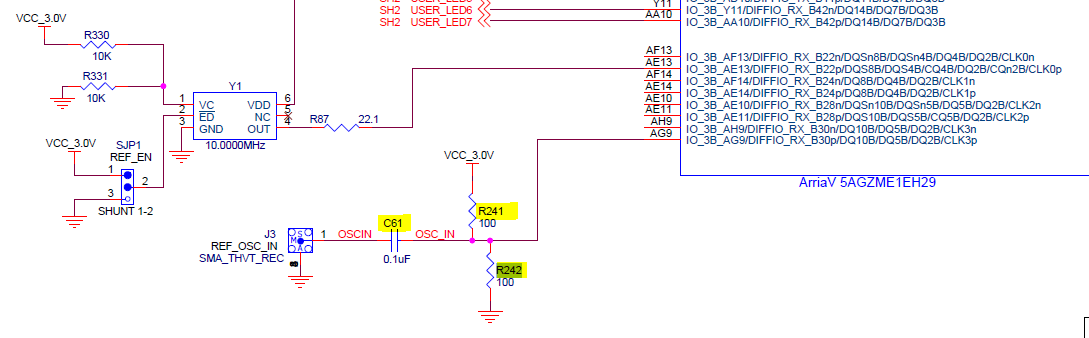 SH2 USER_LED6
SH2 USER_LED7
Y11
AA10
IO_3B_Y11/DIFFIO_RX_B42n/DQ14B/DQ7B/DQ3B
IO_3B_AA10/DIFFIO_RX_B42p/DQ14B/DQ7B/DQ3B
AF13
AE13
AF14
AE14
AE10
AE11
AH9
AG9
IO_3B_AF13/DIFFIO_RX_B22n/DQSn8B/DQSn4B/DQ4B/DQ2B/CLK0n
IO_3B_AE13/DIFFIO_RX_B22p/DQS8B/DQS4B/CQ4B/DQ2B/CQn2B/CLK0p
IO_3B_AF14/DIFFIO_RX_B24n/DQ8B/DQ4B/DQ2B/CLK1n
IO_3B_AE14/DIFFIO_RX_B24p/DQ8B/DQ4B/DQ2B/CLK1p
IO_3B_AE10/DIFFIO_RX_B28n/DQSn10B/DQSn5B/DQ5B/DQ2B/CLK2n
IO_3B_AE11/DIFFIO_RX_B28p/DQS10B/DQS5B/CQ5B/DQ2B/CLK2p
IO_3B_AH9/DIFFIO_RX_B30n/DQ10B/DQ5B/DQ2B/CLK3n
IO_3B_AG9/DIFFIO_RX_B30p/DQ10B/DQ5B/DQ2B/CLK3p
ArriaV 5AGZME1EH29
VCC_3.0V
R330
10K
R331
10K
Y1
1 VC VDD 6
2 ED NC 5
3 GND OUT 4
10.0000MHz
R87 22.1
VCC_3.0V
SJP1
REF_EN
1
2
3
SHUNT 1-2
VCC_3.0V
R241
100
C61
0.1uF
J3
REF_OSC_IN
SMA_THVT_REC
1 OSCIN OSC_IN
R242
100